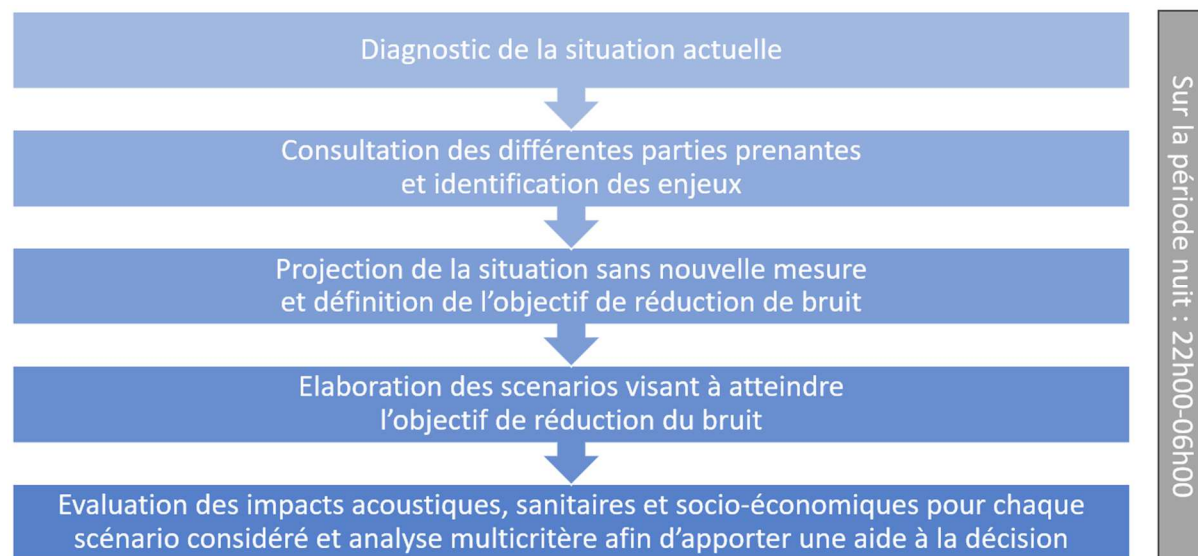 Diagnostic de la situation actuelle
Consultation des différentes parties prenantes
et identification des enjeux
Projection de la situation sans nouvelle mesure
et définition de l’objectif de réduction de bruit
Elaboration des scenarios visant à atteindre
l’objectif de réduction du bruit
Evaluation des impacts acoustiques, sanitaires et socio-économiques pour chaque
scénario considéré et analyse multicritère afin d’apporter une aide à la décision
Sur la période nuit : 22h00-06h00